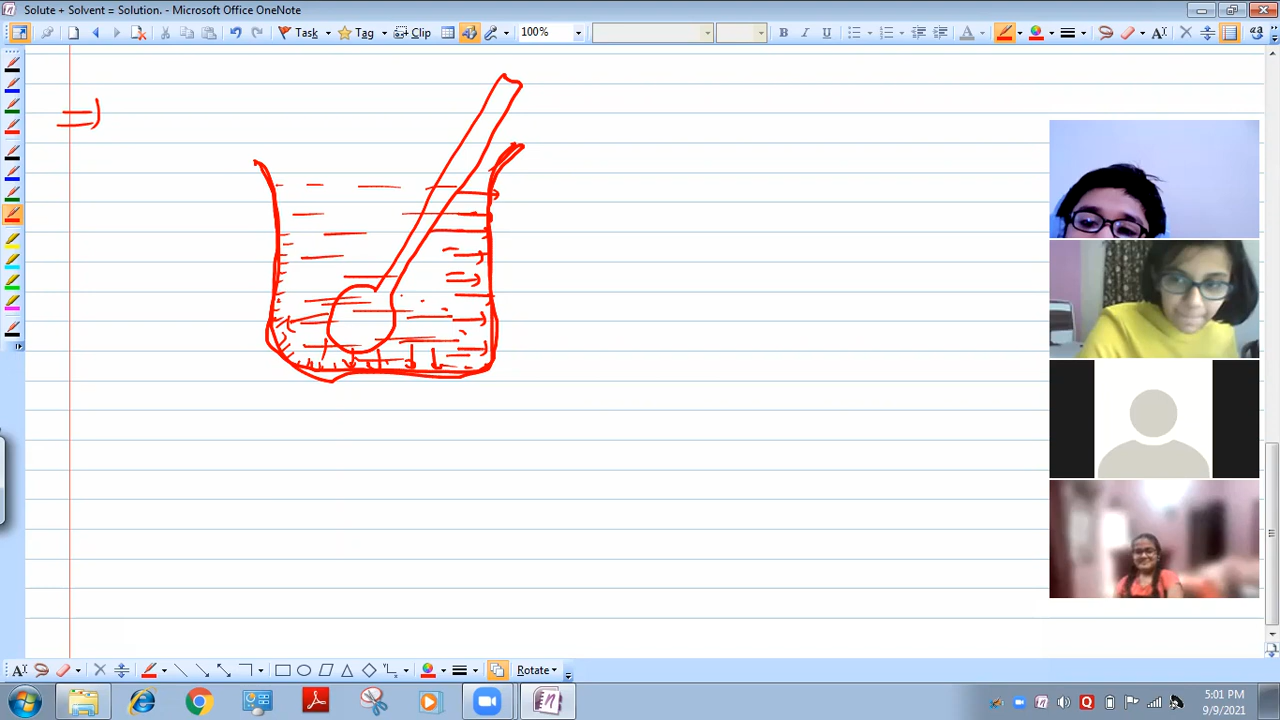 Solute + Solvent = Solution. - Microsoft Office OneNote
Task Tag Clip 100% B I U A
A Rotate
5:01 PM
9/9/2021